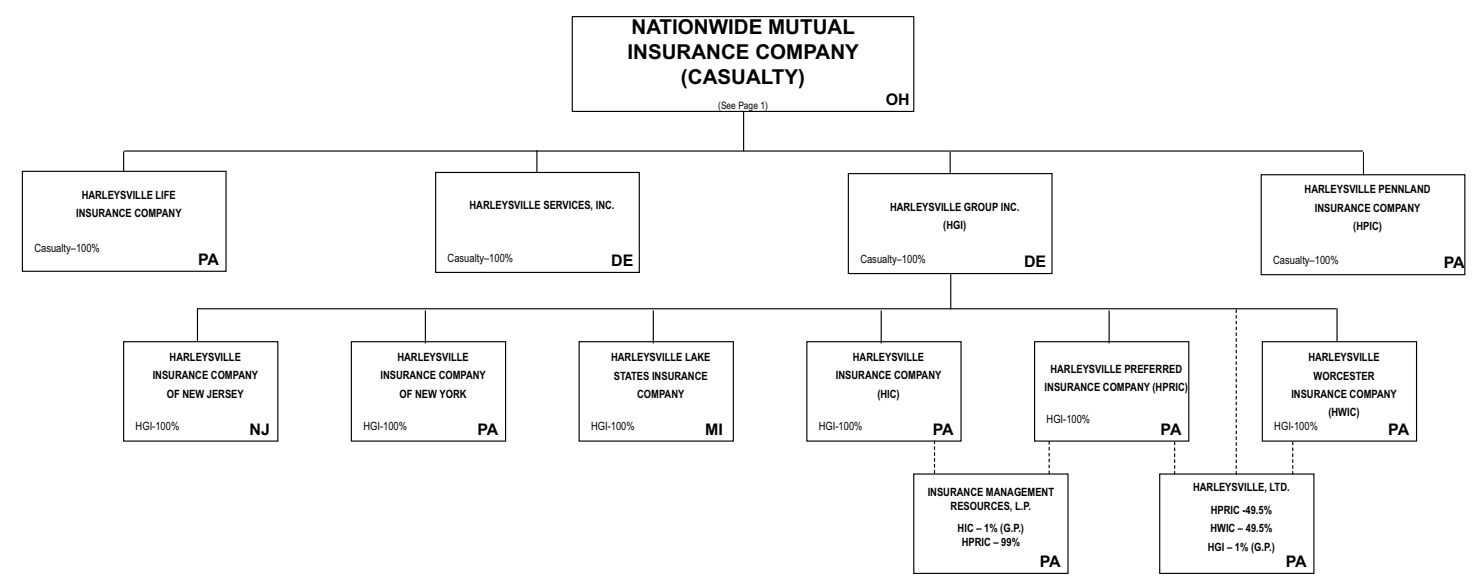 NATIONWIDE MUTUAL
INSURANCE COMPANY
(CASUALTY)
(See Page 1)
OH
HARLEYSVILLE LIFE
INSURANCE COMPANY
Casualty–100%
PA
HARLEYSVILLE SERVICES, INC.
Casualty–100%
DE
HARLEYSVILLE GROUP INC.
(HGI)
Casualty–100%
DE
HARLEYSVILLE PENNLAND
INSURANCE COMPANY
(HPIC)
Casualty–100%
PA
HARLEYSVILLE
INSURANCE COMPANY
OF NEW JERSEY
HGI-100%
NJ
HARLEYSVILLE
INSURANCE COMPANY
OF NEW YORK
HGI-100%
PA
HARLEYSVILLE LAKE
STATES INSURANCE
COMPANY
HGI-100%
MI
HARLEYSVILLE
INSURANCE COMPANY
(HIC)
HGI-100%
PA
HARLEYSVILLE PREFERRED
INSURANCE COMPANY (HPRIC)
HGI-100%
PA
HARLEYSVILLE
WORCESTER
INSURANCE COMPANY
(HWIC)
HGI-100%
PA
INSURANCE MANAGEMENT
RESOURCES, L.P.
HIC – 1% (G.P.)
HPRIC – 99%
PA
HARLEYSVILLE, LTD.
HPRIC -49.5%
HWIC – 49.5%
HGI – 1% (G.P.)
PA